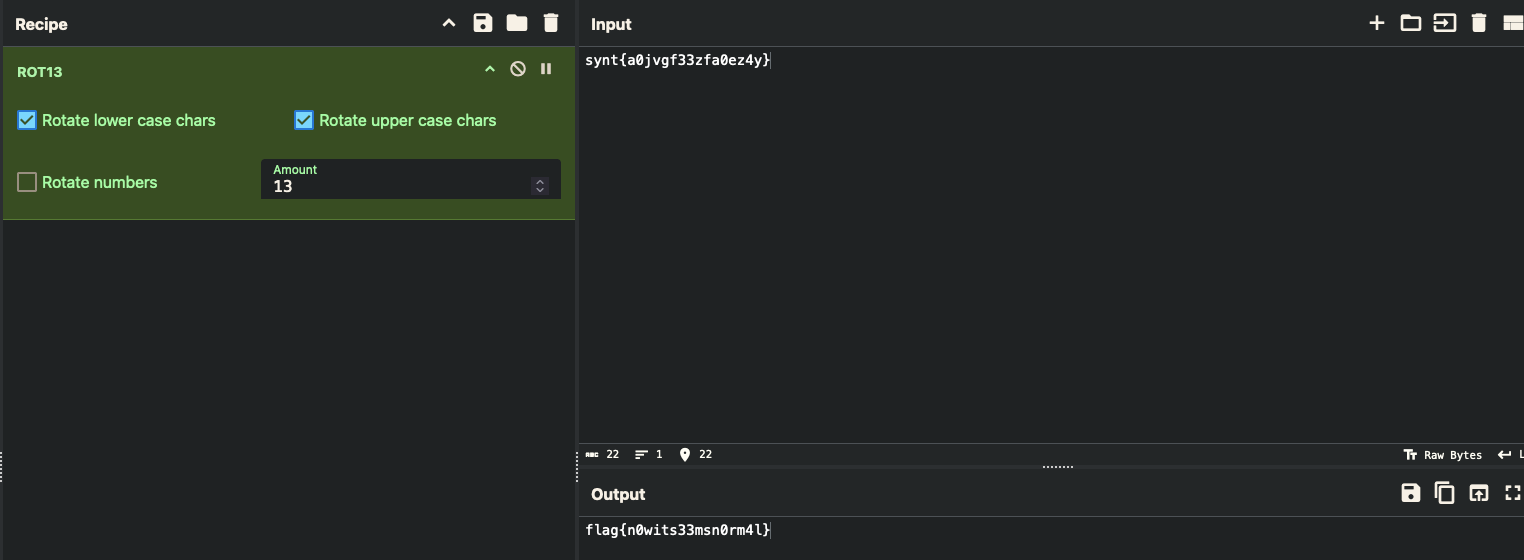 Recipe
ROT13
Rotate lower case chars
Rotate upper case chars
Rotate numbers
Amount
13
Input
synt{a0jvgf33zfa0ez4y}
ABC 22 1 22
Tr Raw Bytes L
Output
flag{n0wits33msn0rm4l}